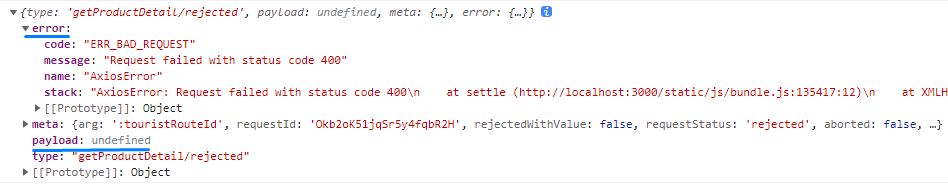 {type: 'getProductDetail/rejected', payload: undefined, meta: {…}, error: {…}} i
error:
code: "ERR_BAD_REQUEST"
message: "Request failed with status code 400"
name: "AxiosError"
stack: "AxiosError: Request failed with status code 400\n    at settle (http://localhost:3000/static/js/bundle.js:135417:12)\n    at XMLH
[[Prototype]]: Object
meta: {arg: ':touristRouteId', requestId: 'Okb2oK51jqSr5y4fqbR2H', rejectedWithValue: false, requestStatus: 'rejected', aborted: false, …}
payload: undefined
type: "getProductDetail/rejected"
[[Prototype]]: Object